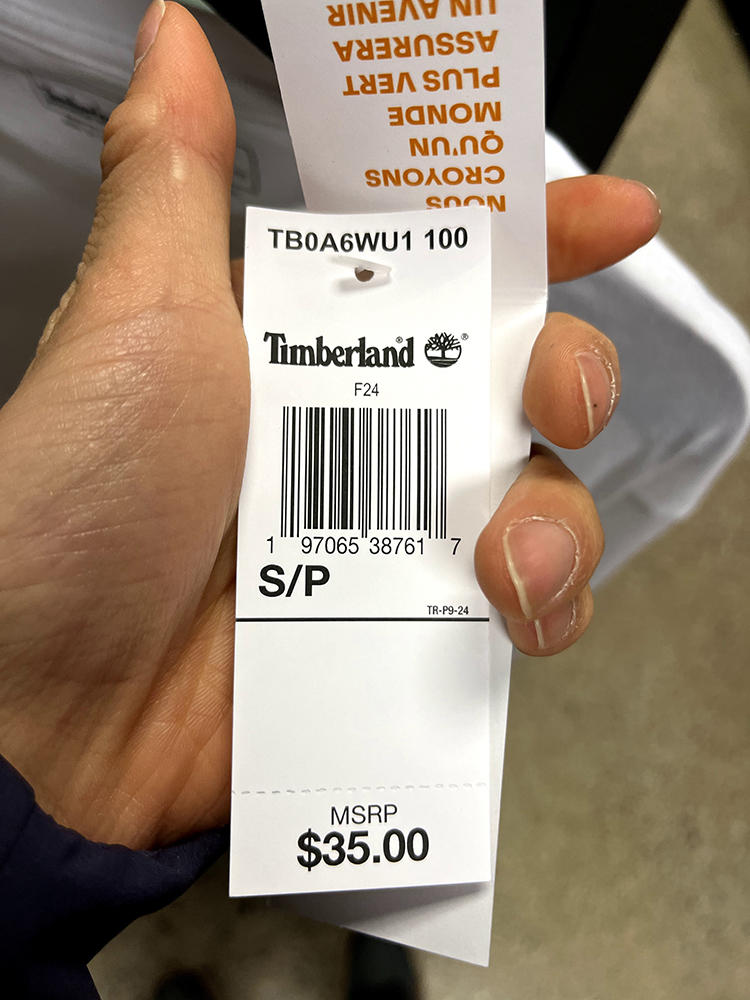 NOUS
CROYONS
QU'UN
MONDE
PLUS VERT
ASSURERA
UN AVENIR
TB0A6WU1 100
Timberland® ®
F24
1 97065 38761 7
S/P
TR-P9-24
MSRP
$35.00